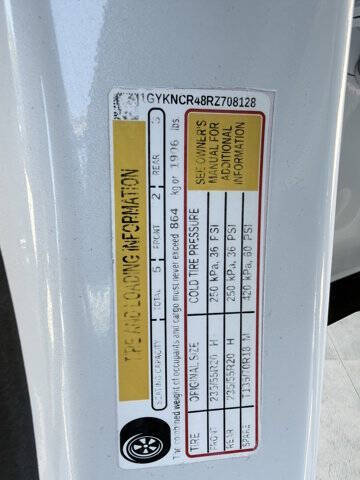 1GYKNCR48RZ708128
TIRE AND LOADING INFORMATION
SEATING CAPACITY | TOTAL 5 | FRONT 2 | REAR 3
The combined weight of occupants and cargo must never exceed 864 kg or 1906 lbs.
TIRE ORIGINAL SIZE COLD TIRE PRESSURE
FRONT 235/55R20 H 250 kPa, 36 PSI
REAR 235/55R20 H 250 kPa, 36 PSI
SPARE T135/70R18 M 420 kPa, 60 PSI
SEE OWNER'S
MANUAL FOR
ADDITIONAL
INFORMATION